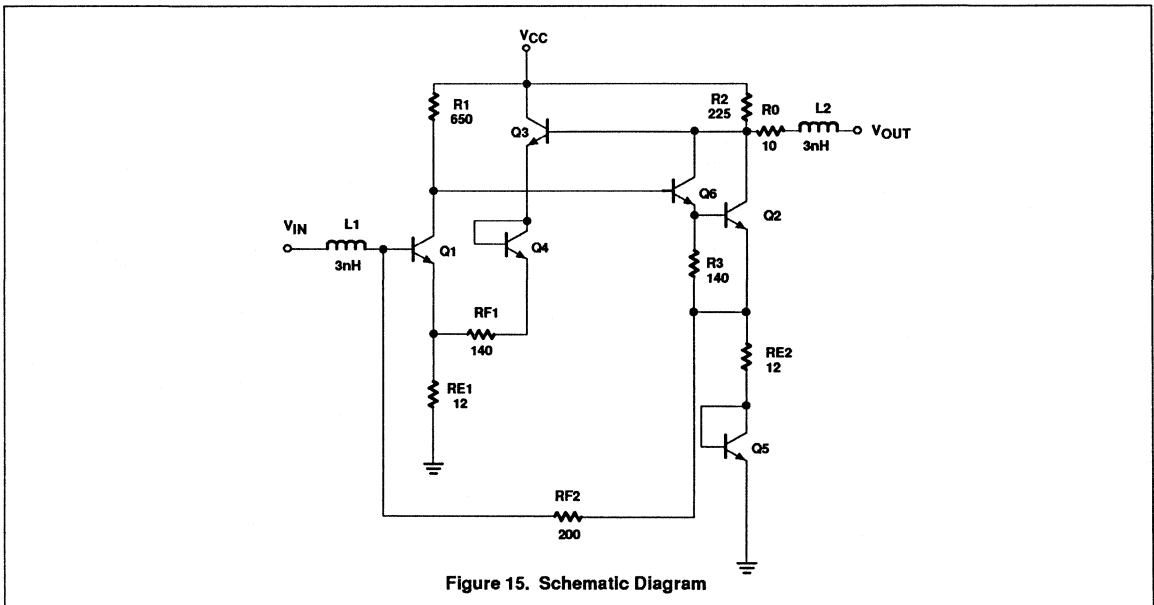 VCC
R1
650
R2
225
R0
10
L2
3nH
VOUT
Q3
Q6
Q2
VIN
L1
3nH
Q1
Q4
R3
140
RF1
140
RE1
12
RE2
12
Q5
RF2
200
Figure 15. Schematic Diagram